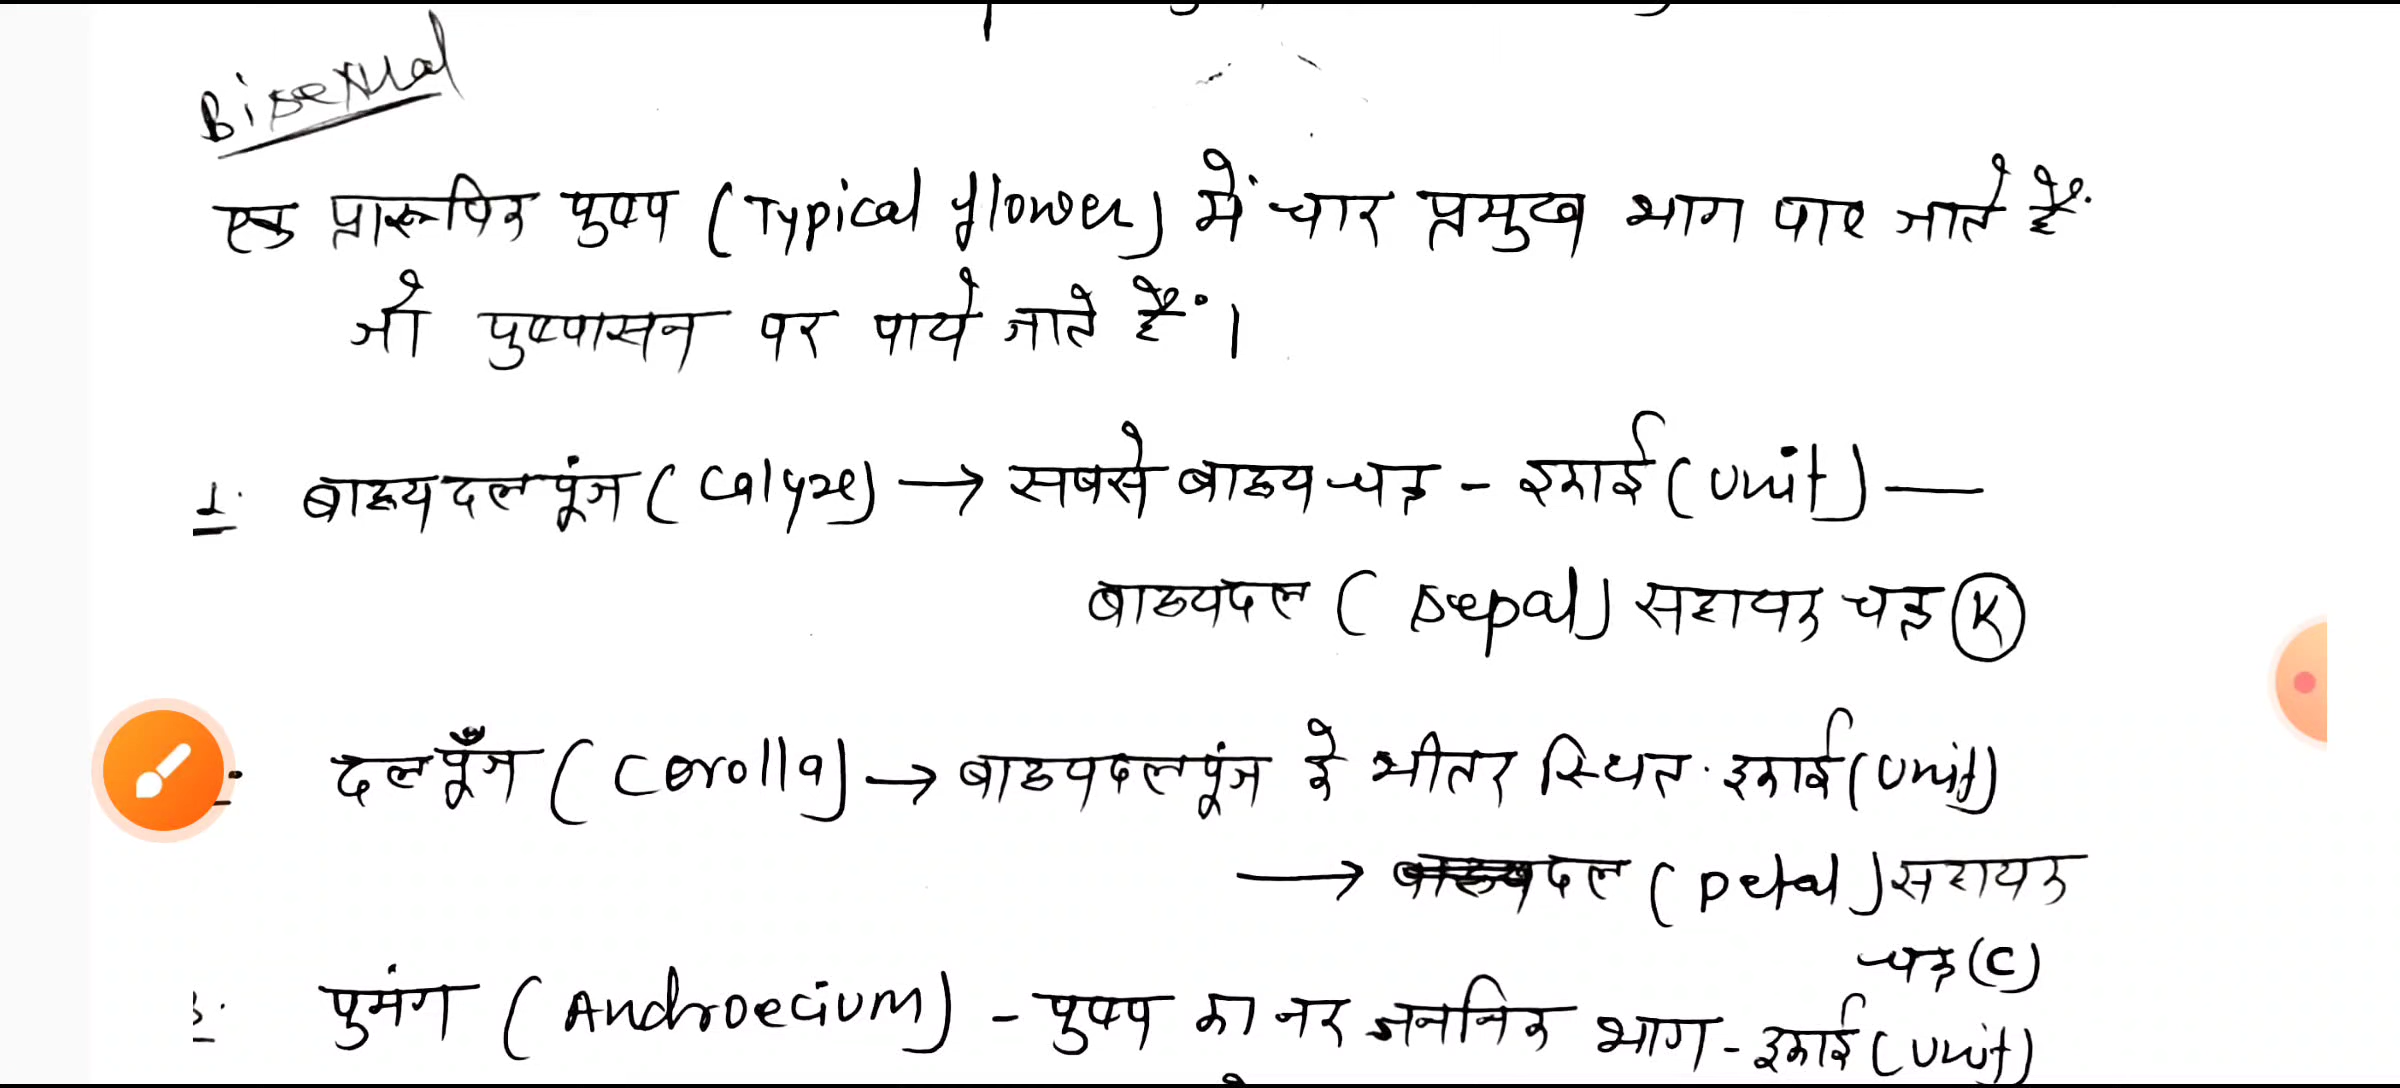 Bisexual
एक प्रारूपिक पुष्प (Typical flower) में चार प्रमुख भाग पाए जाते हैं
जो पुष्पासन पर पाये जाते हैं।
1. बाह्यदलपूंज (Calyx) → सबसे बाह्य चक्र - इकाई (Unit) —
बाह्यदल (Sepal) सहायक चक्र (K)
दलपूँज (Corolla) → बाह्यदलपूंज के भीतर स्थित. इकाई (Unit)
→ दल (Petal) सहायक
चक्र (C)
3. पुमंग (Androecium) - पुष्प का नर जननिक भाग - इकाई (Unit)